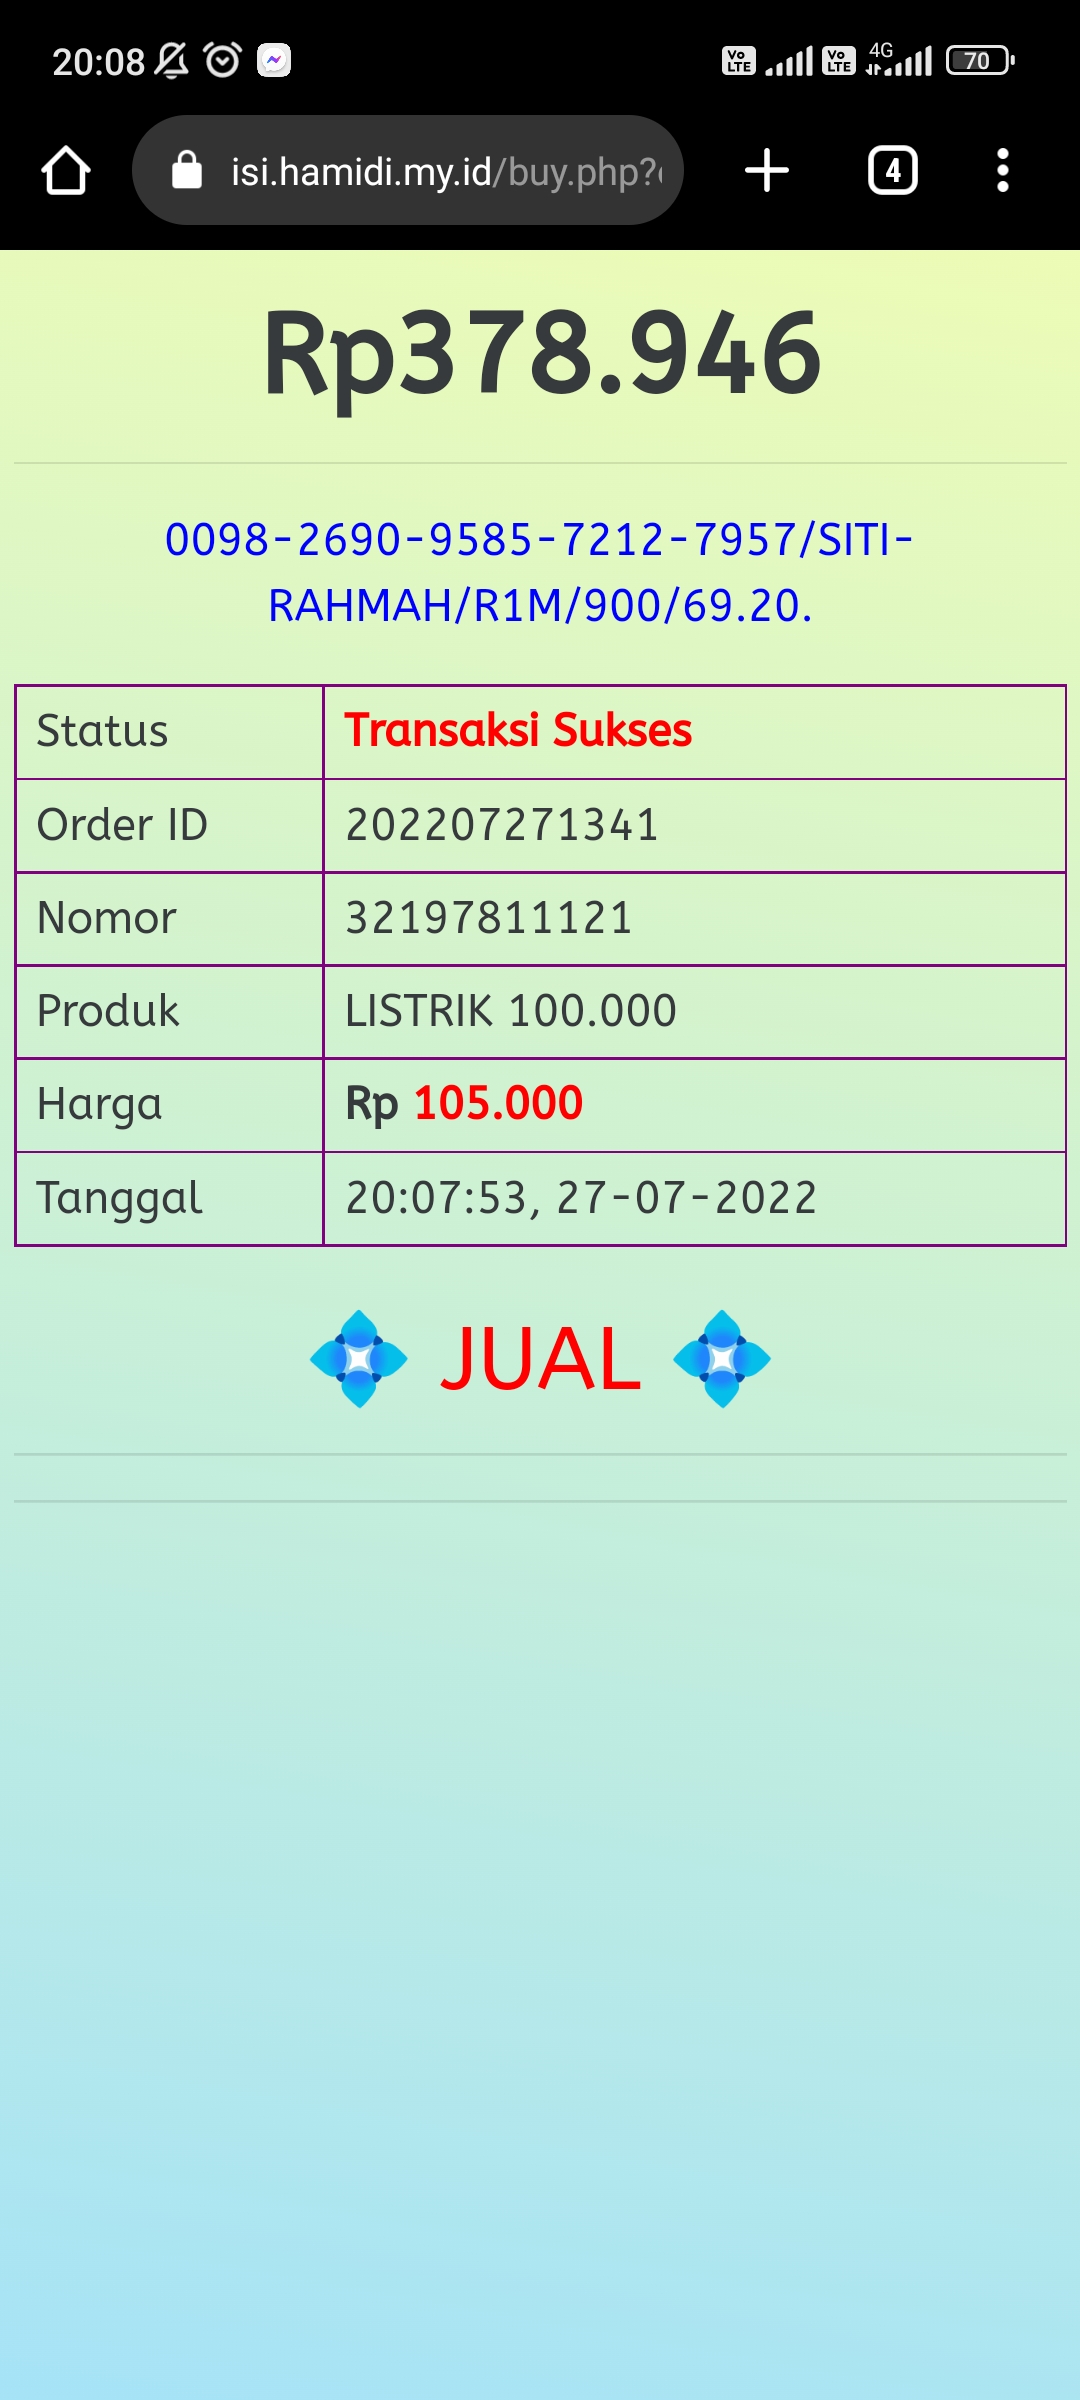 20:08
Vo LTE Vo LTE 4G 70
isi.hamidi.my.id/buy.php?
4
Rp378.946
0098-2690-9585-7212-7957/SITI-
RAHMAH/R1M/900/69.20.
Status Transaksi Sukses
Order ID 202207271341
Nomor 32197811121
Produk LISTRIK 100.000
Harga Rp 105.000
Tanggal 20:07:53, 27-07-2022
💠 JUAL 💠